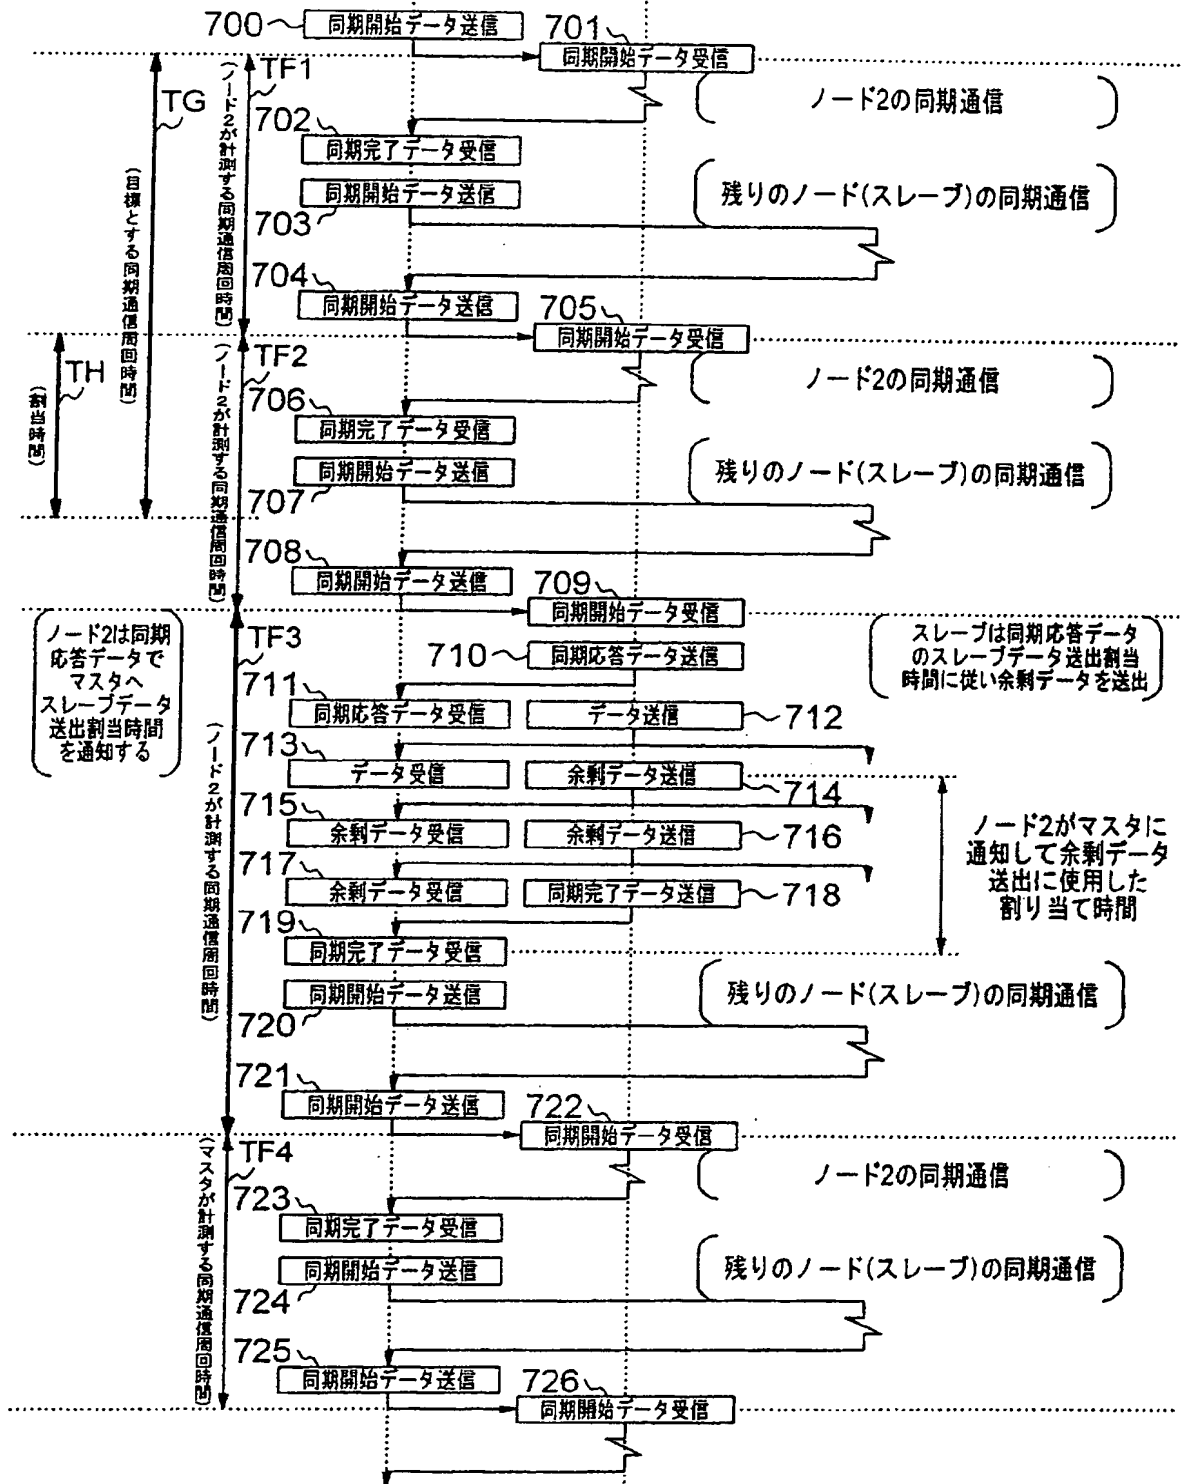 700
同期開始データ送信
701
同期開始データ受信
TF1
(ノード2が計測する同期通信周回時間)
TG
(目標とする同期通信周回時間)
ノード2の同期通信
702
同期完了データ受信
同期開始データ送信
703
残りのノード(スレーブ)の同期通信
704
同期開始データ送信
705
同期開始データ受信
TH
(割当時間)
TF2
(ノード2が計測する同期通信周回時間)
ノード2の同期通信
706
同期完了データ受信
同期開始データ送信
707
残りのノード(スレーブ)の同期通信
708
同期開始データ送信
709
同期開始データ受信
ノード2は同期
応答データで
マスタへ
スレーブデータ
送出割当時間
を通知する
TF3
(ノード2が計測する同期通信周回時間)
スレーブは同期応答データ
のスレーブデータ送出割当
時間に従い余剰データを送出
710
同期応答データ送信
711
同期応答データ受信
データ送信
712
713
データ受信
余剰データ送信
714
715
余剰データ受信
余剰データ送信
716
717
余剰データ受信
同期完了データ送信
718
ノード2がマスタに
通知して余剰データ
送出に使用した
割り当て時間
719
同期完了データ受信
同期開始データ送信
720
残りのノード(スレーブ)の同期通信
721
同期開始データ送信
722
同期開始データ受信
TF4
(マスタが計測する同期通信周回時間)
ノード2の同期通信
723
同期完了データ受信
同期開始データ送信
724
残りのノード(スレーブ)の同期通信
725
同期開始データ送信
726
同期開始データ受信